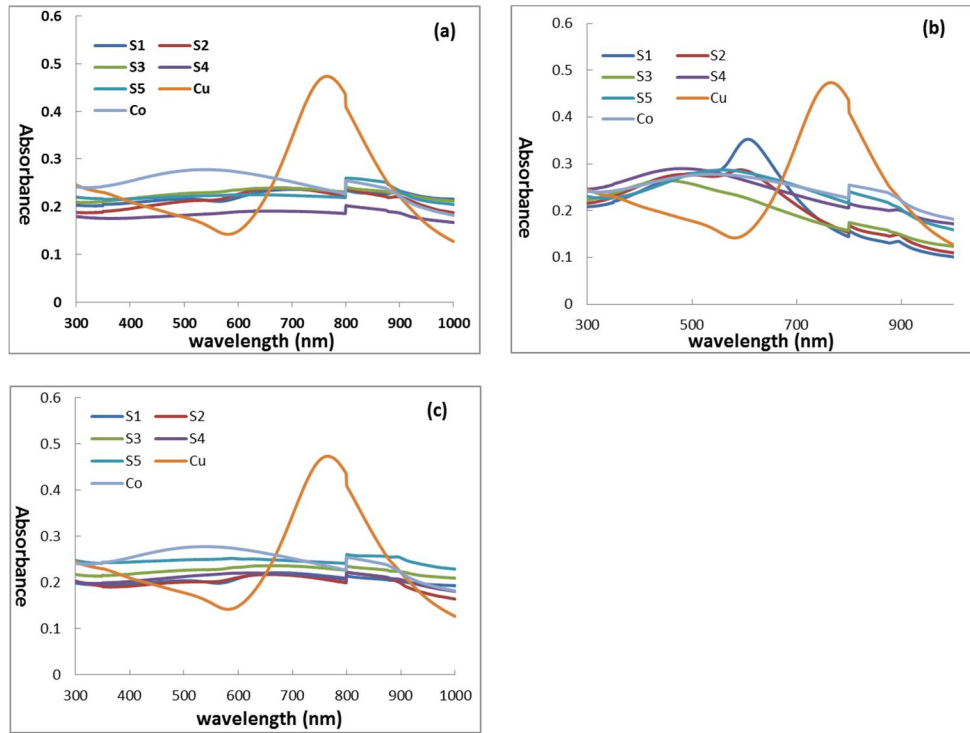 (a)
S1 S2
S3 S4
S5 Cu
Co
0.6
0.5
0.4
0.3
0.2
0.1
0
Absorbance
300 400 500 600 700 800 900 1000
wavelength (nm)
(b)
S1 S2
S3 S4
S5 Cu
Co
0.6
0.5
0.4
0.3
0.2
0.1
0
Absorbance
300 500 700 900
wavelength (nm)
(c)
S1 S2
S3 S4
S5 Cu
Co
0.6
0.5
0.4
0.3
0.2
0.1
0
Absorbance
300 400 500 600 700 800 900 1000
wavelength (nm)